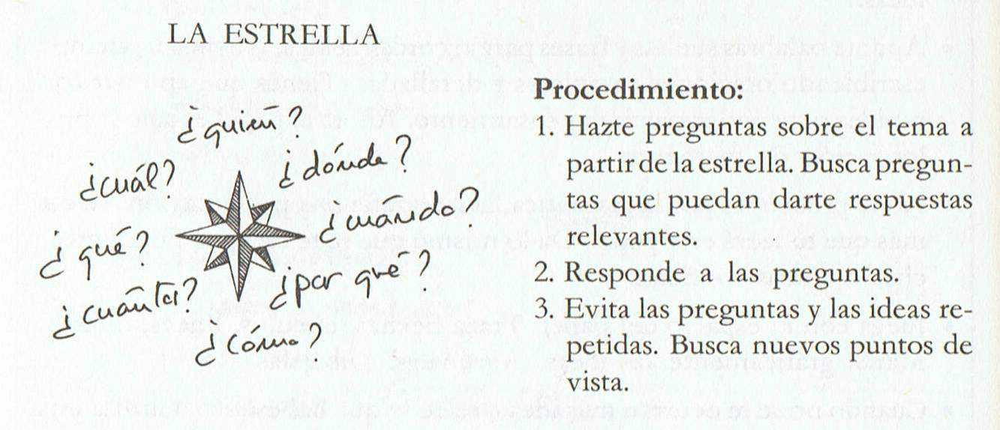 LA ESTRELLA
¿quién?
¿dónde?
¿cuál?
¿cuándo?
¿qué?
¿por qué?
¿cuántos?
¿cómo?
Procedimiento:
1. Hazte preguntas sobre el tema a
partir de la estrella. Busca pregun-
tas que puedan darte respuestas
relevantes.
2. Responde a las preguntas.
3. Evita las preguntas y las ideas re-
petidas. Busca nuevos puntos de
vista.